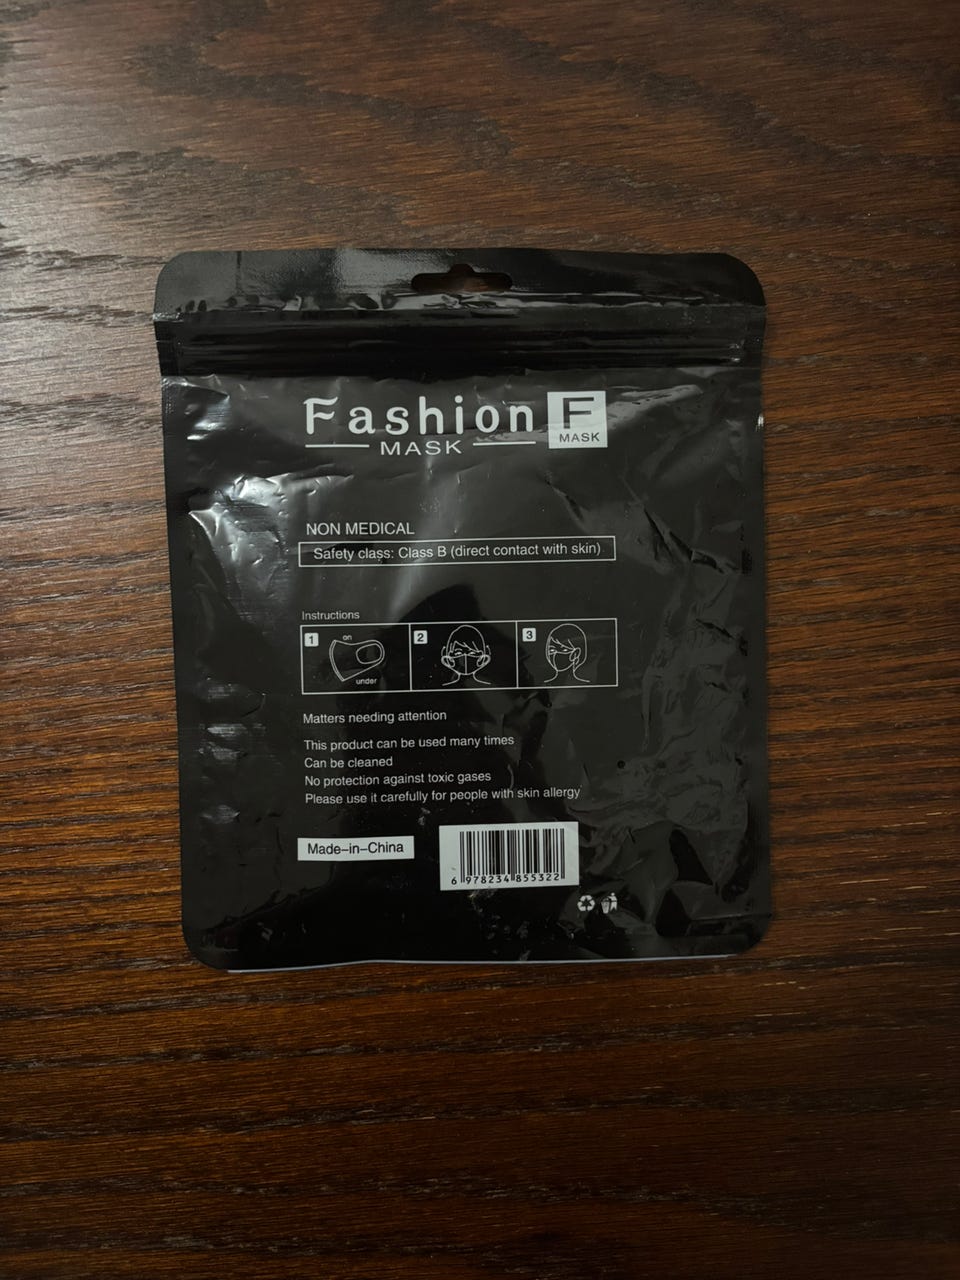 Fashion F
MASK MASK
NON MEDICAL
Safety class: Class B (direct contact with skin)
Instructions
1 on 2 3
under
Matters needing attention
This product can be used many times
Can be cleaned
No protection against toxic gases
Please use it carefully for people with skin allergy
Made-in-China
6 978234 855322